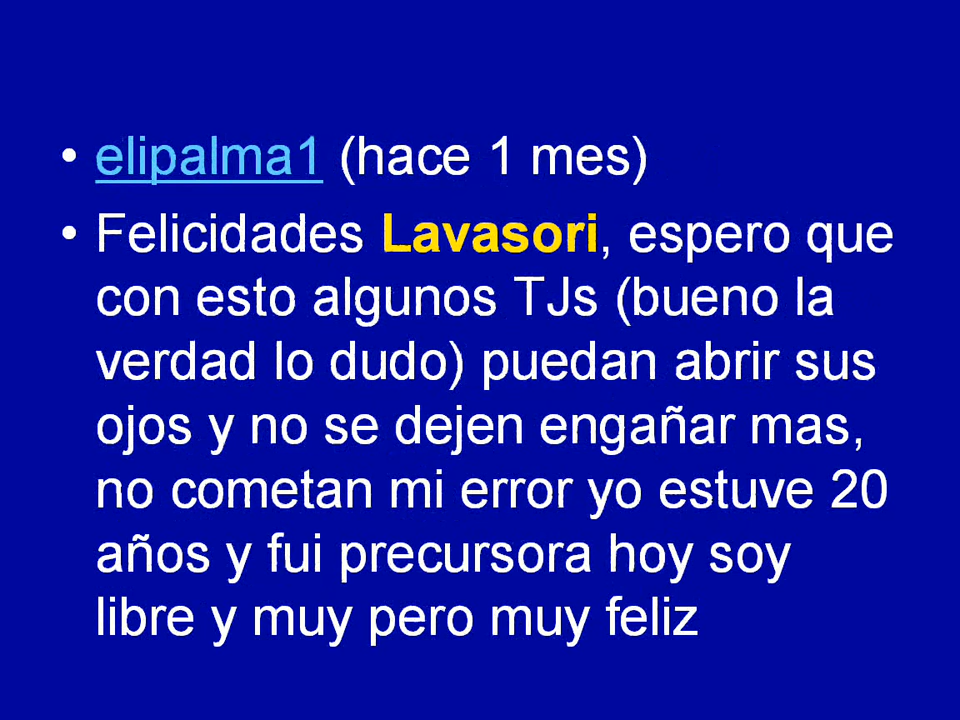 • elipalma1 (hace 1 mes)
• Felicidades Lavasori, espero que
con esto algunos TJs (bueno la
verdad lo dudo) puedan abrir sus
ojos y no se dejen engañar mas,
no cometan mi error yo estuve 20
años y fui precursora hoy soy
libre y muy pero muy feliz